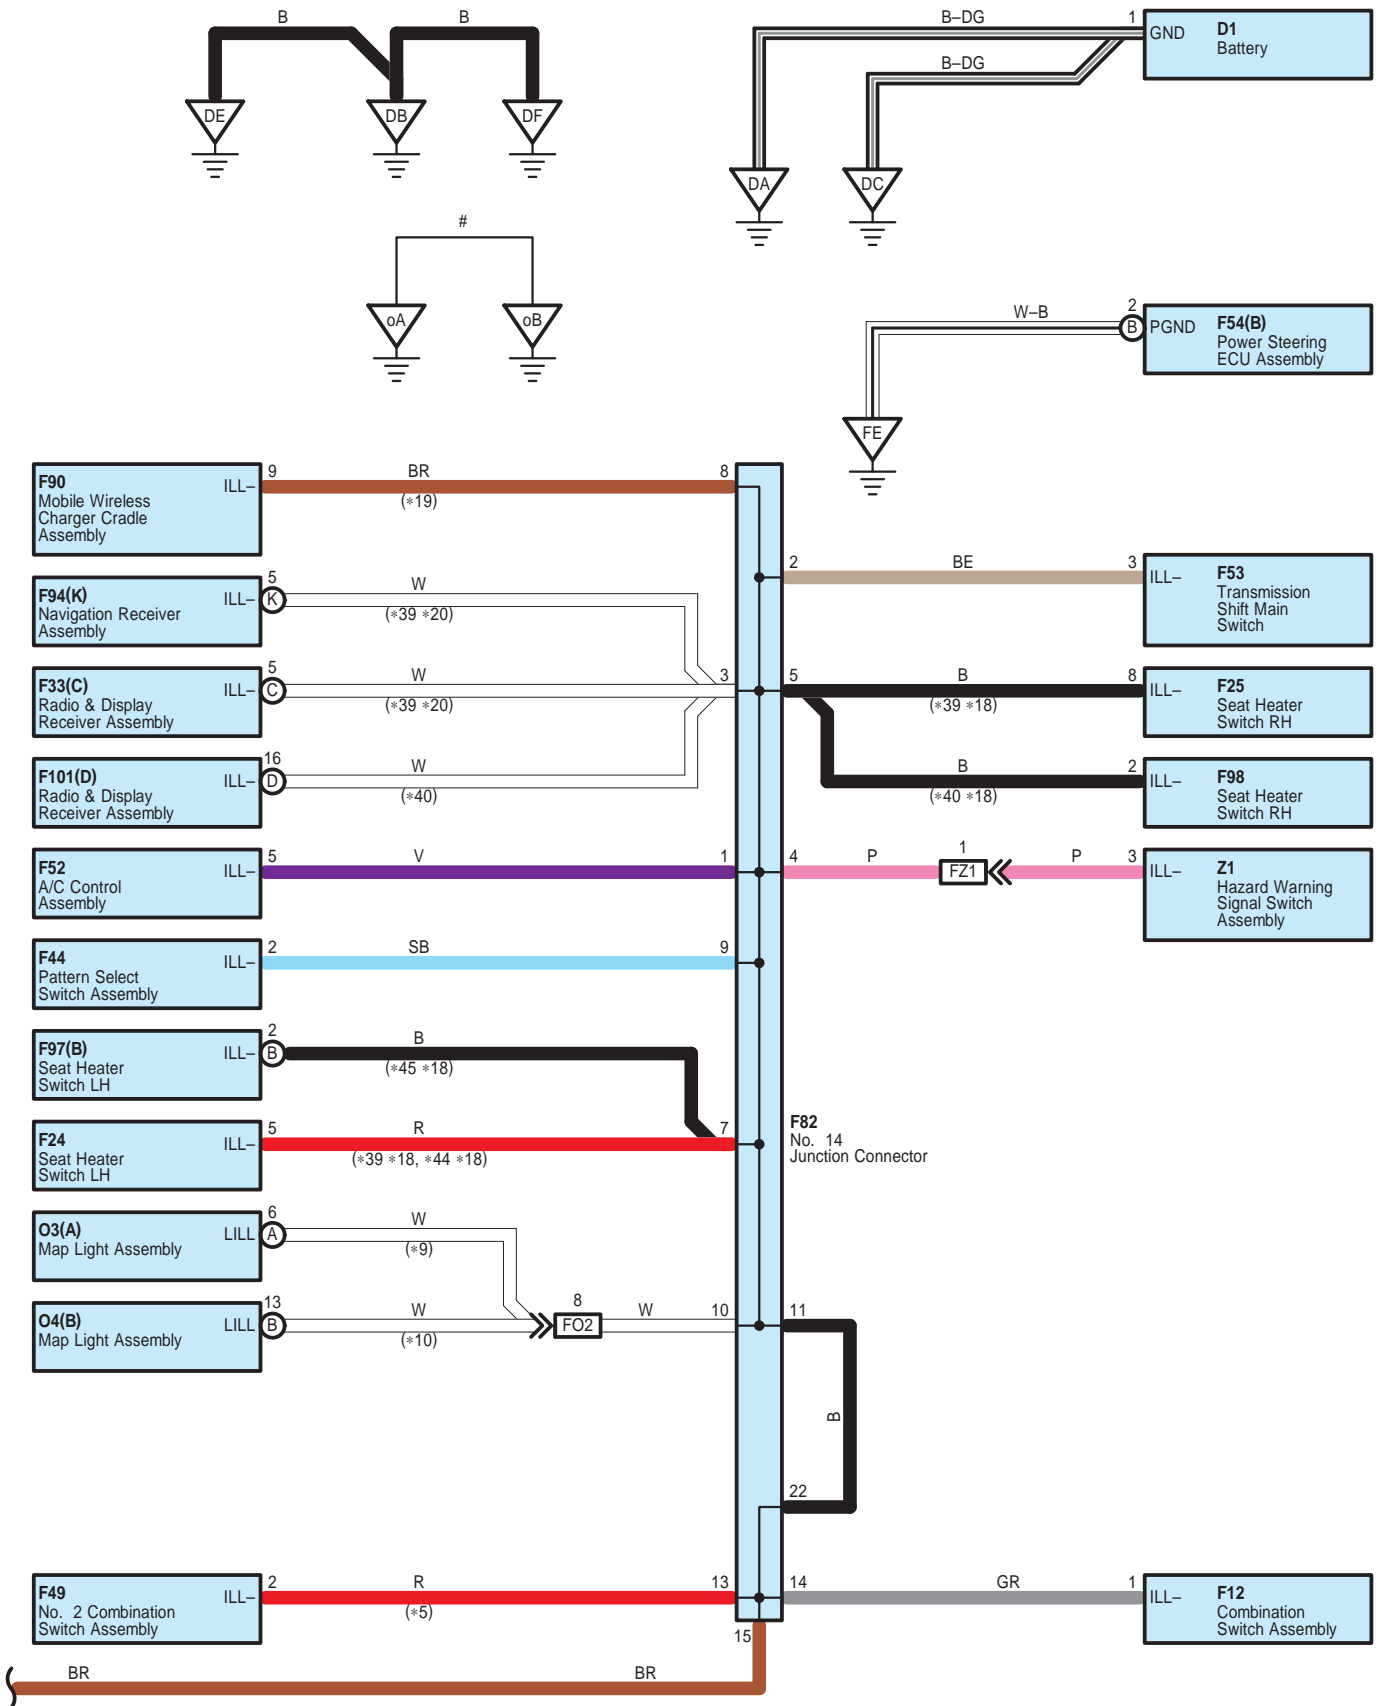 B
B
DE
DB
DF
B–DG
B–DG
1
GND
D1
Battery
DA
DC
#
oA
oB
W–B
2
B
PGND
F54(B)
Power Steering
ECU Assembly
FE
F90
Mobile Wireless
Charger Cradle
Assembly
ILL–
9
BR
(∗19)
8
2
BE
3
ILL–
F53
Transmission
Shift Main
Switch
F94(K)
Navigation Receiver
Assembly
ILL–
5
K
W
(∗39 ∗20)
F33(C)
Radio & Display
Receiver Assembly
ILL–
5
C
W
(∗39 ∗20)
3
5
B
(∗39 ∗18)
8
ILL–
F25
Seat Heater
Switch RH
F101(D)
Radio & Display
Receiver Assembly
ILL–
16
D
W
(∗40)
B
(∗40 ∗18)
2
ILL–
F98
Seat Heater
Switch RH
F52
A/C Control
Assembly
ILL–
5
V
1
4
P
1
FZ1
P
3
ILL–
Z1
Hazard Warning
Signal Switch
Assembly
F44
Pattern Select
Switch Assembly
ILL–
2
SB
9
F97(B)
Seat Heater
Switch LH
ILL–
2
B
B
(∗45 ∗18)
F24
Seat Heater
Switch LH
ILL–
5
R
(∗39 ∗18, ∗44 ∗18)
7
F82
No. 14
Junction Connector
O3(A)
Map Light Assembly
LILL
6
A
W
(∗9)
O4(B)
Map Light Assembly
LILL
13
B
W
(∗10)
8
FO2
W
10
11
B
22
F49
No. 2 Combination
Switch Assembly
ILL–
2
R
(∗5)
13
14
GR
1
ILL–
F12
Combination
Switch Assembly
15
BR
BR